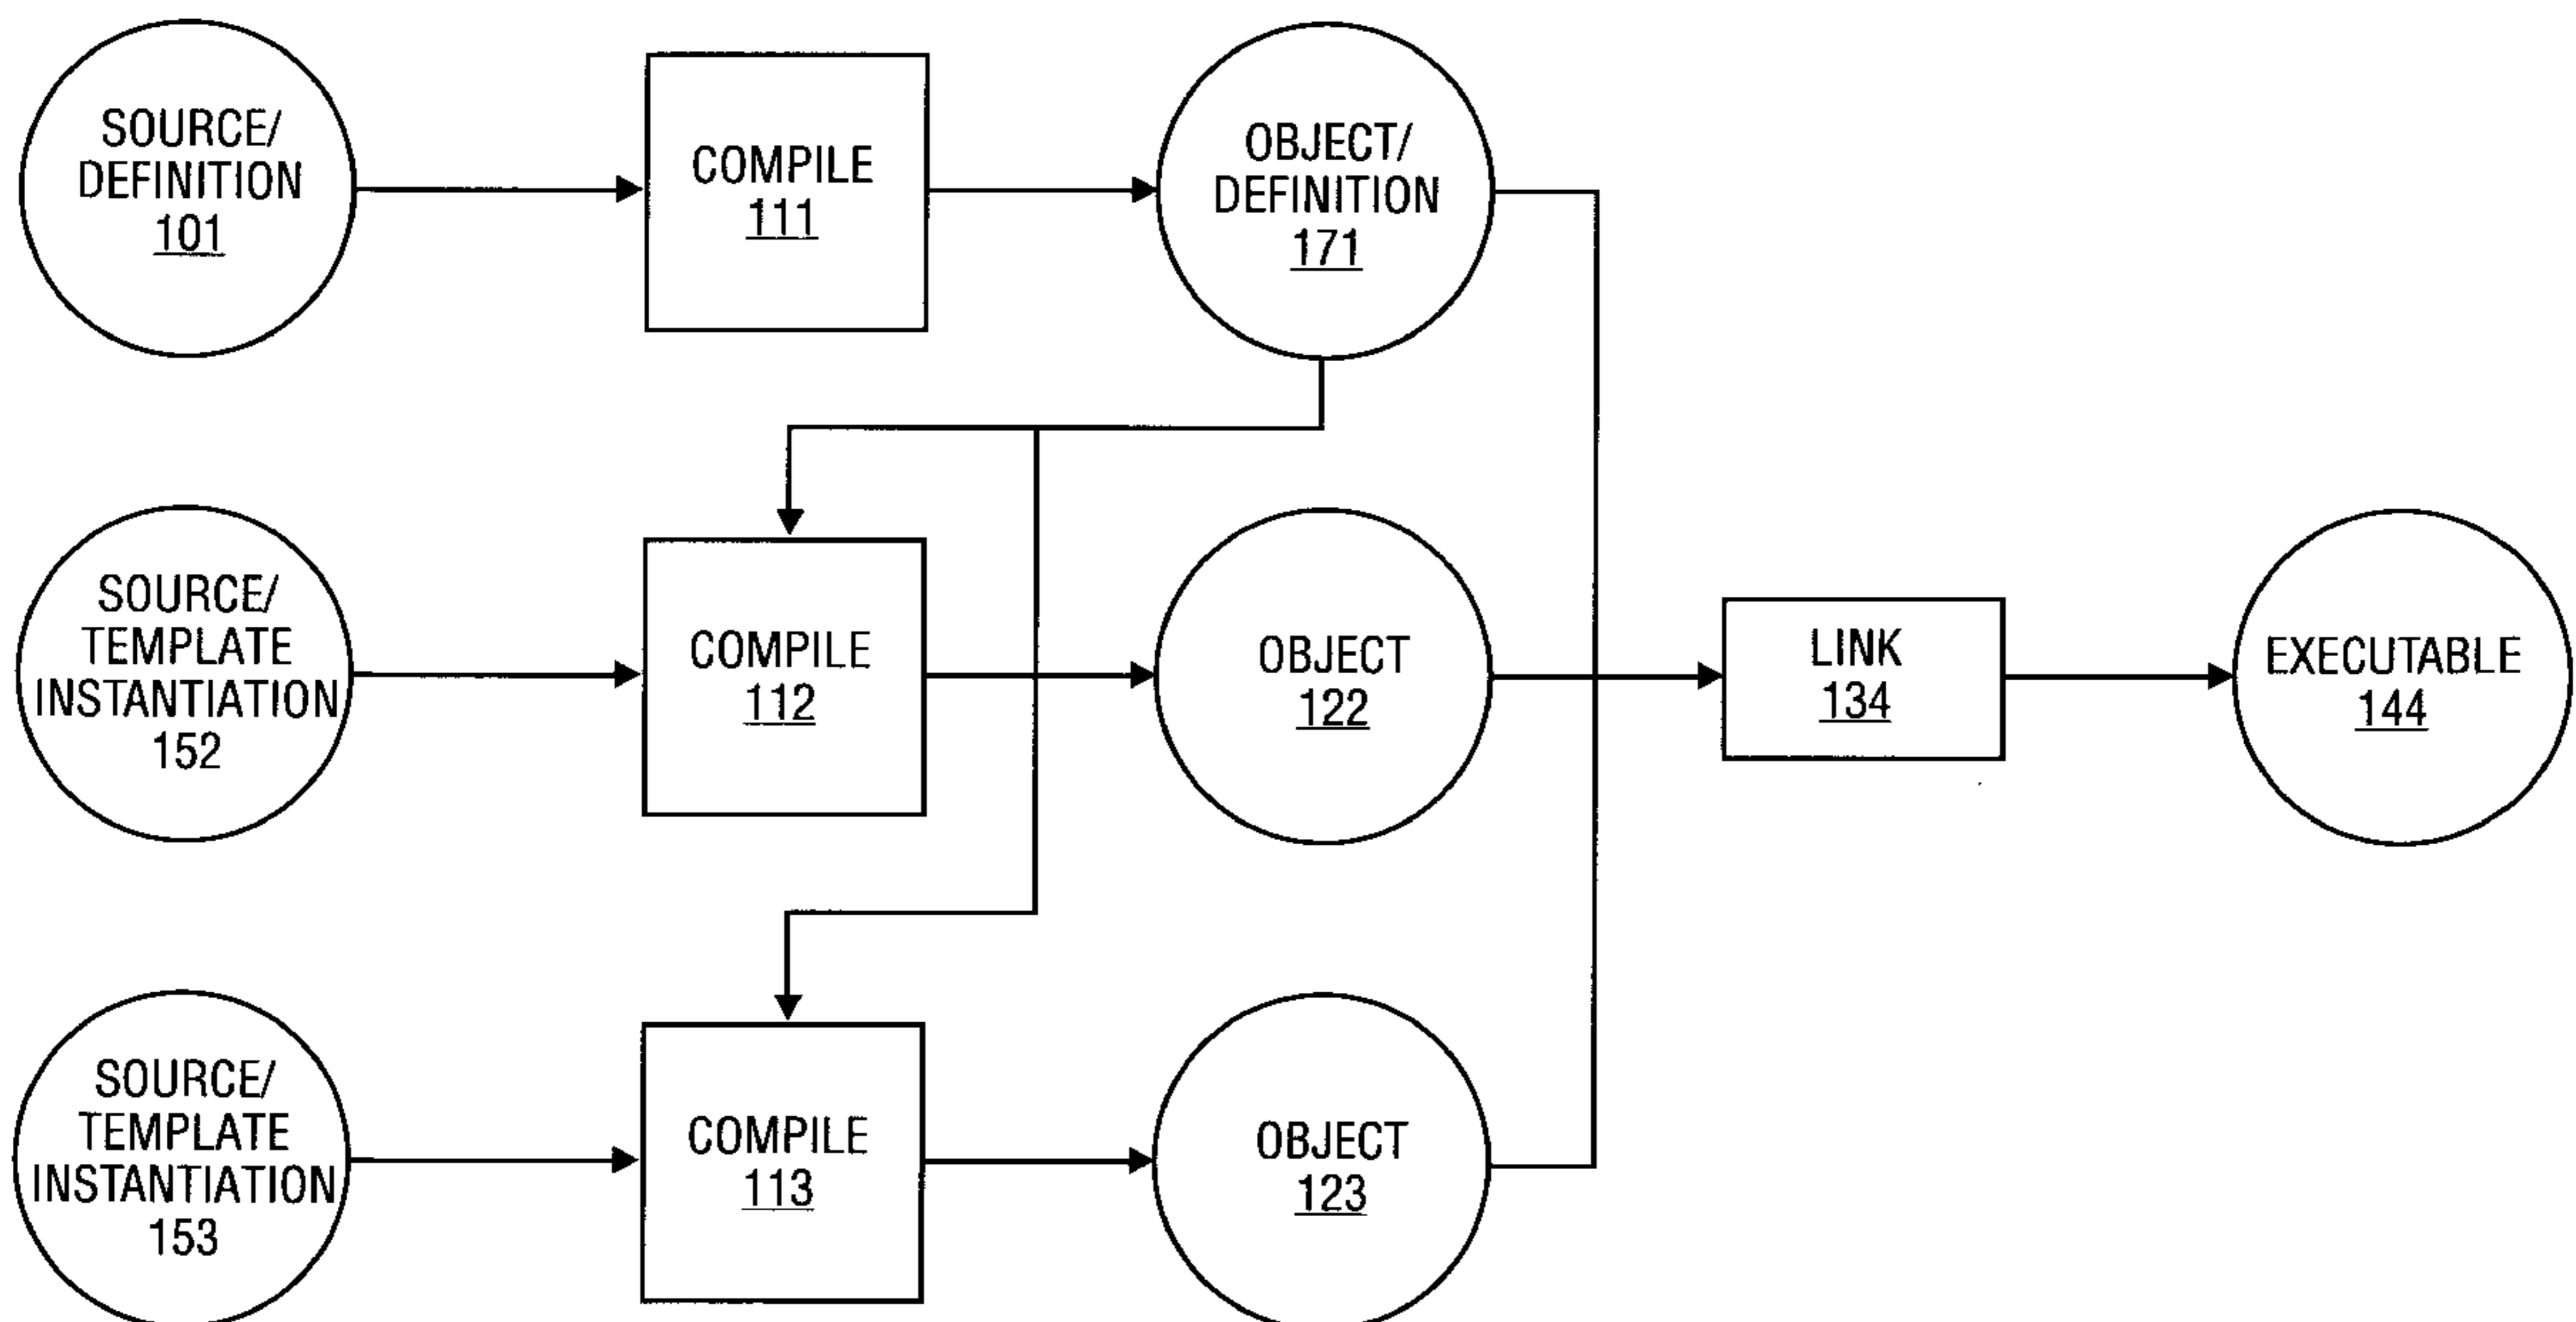 SOURCE/
DEFINITION
101
COMPILE
111
OBJECT/
DEFINITION
171
SOURCE/
TEMPLATE
INSTANTIATION
152
COMPILE
112
OBJECT
122
LINK
134
EXECUTABLE
144
SOURCE/
TEMPLATE
INSTANTIATION
153
COMPILE
113
OBJECT
123